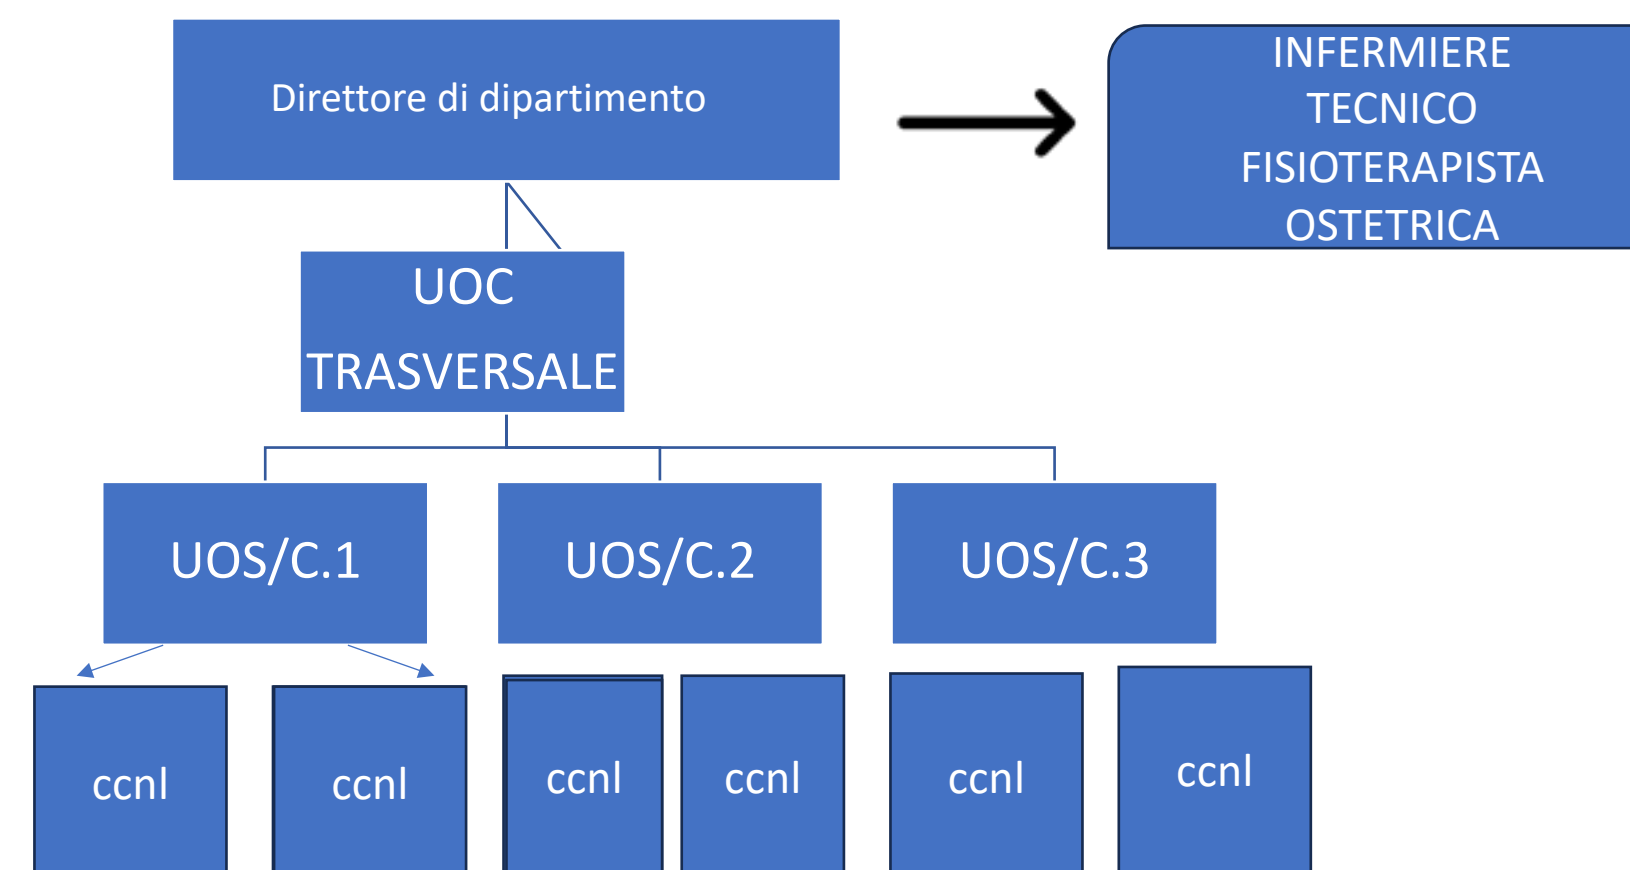 Direttore di dipartimento
INFERMIERE
TECNICO
FISIOTERAPISTA
OSTETRICA
UOC
TRASVERSALE
UOS/C.1
UOS/C.2
UOS/C.3
ccnl
ccnl
ccnl
ccnl
ccnl
ccnl